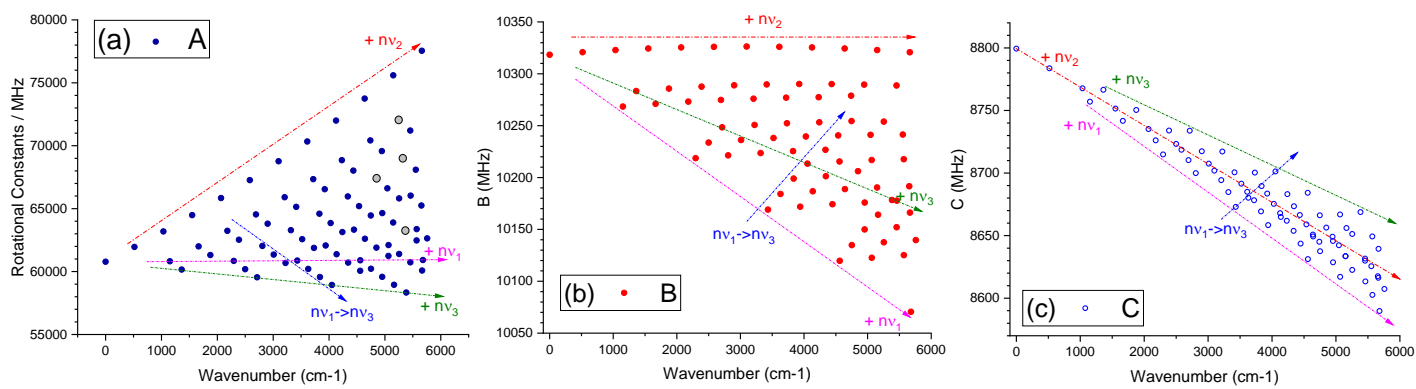 (a)
A
+ nν2
+ nν1
+ nν3
nν1->nν3
Rotational Constants / MHz
80000
75000
70000
65000
60000
55000
0
1000
2000
3000
4000
5000
6000
Wavenumber (cm-1)
+ nν2
+ nν3
nν1->nν3
+ nν1
(b)
B
B (MHz)
10350
10300
10250
10200
10150
10100
10050
0
1000
2000
3000
4000
5000
6000
Wavenumber (cm-1)
+ nν2
+ nν3
+ nν1
nν1->nν3
(c)
C
C (MHz)
8800
8750
8700
8650
8600
0
1000
2000
3000
4000
5000
6000
Wavenumber (cm-1)